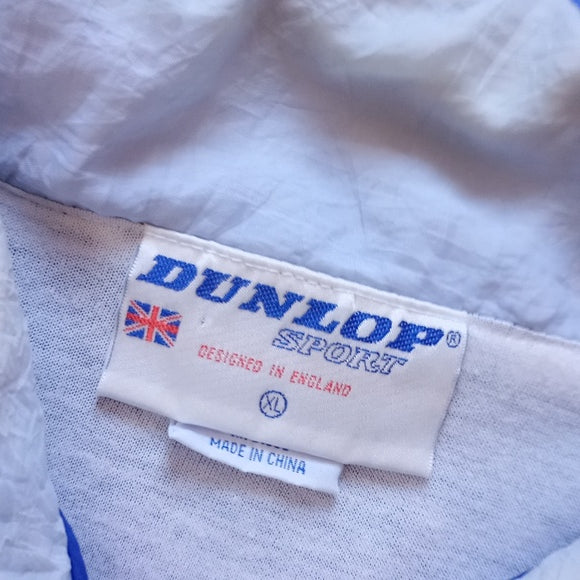 DUNLOP®
SPORT
DESIGNED IN ENGLAND
XL
MADE IN CHINA